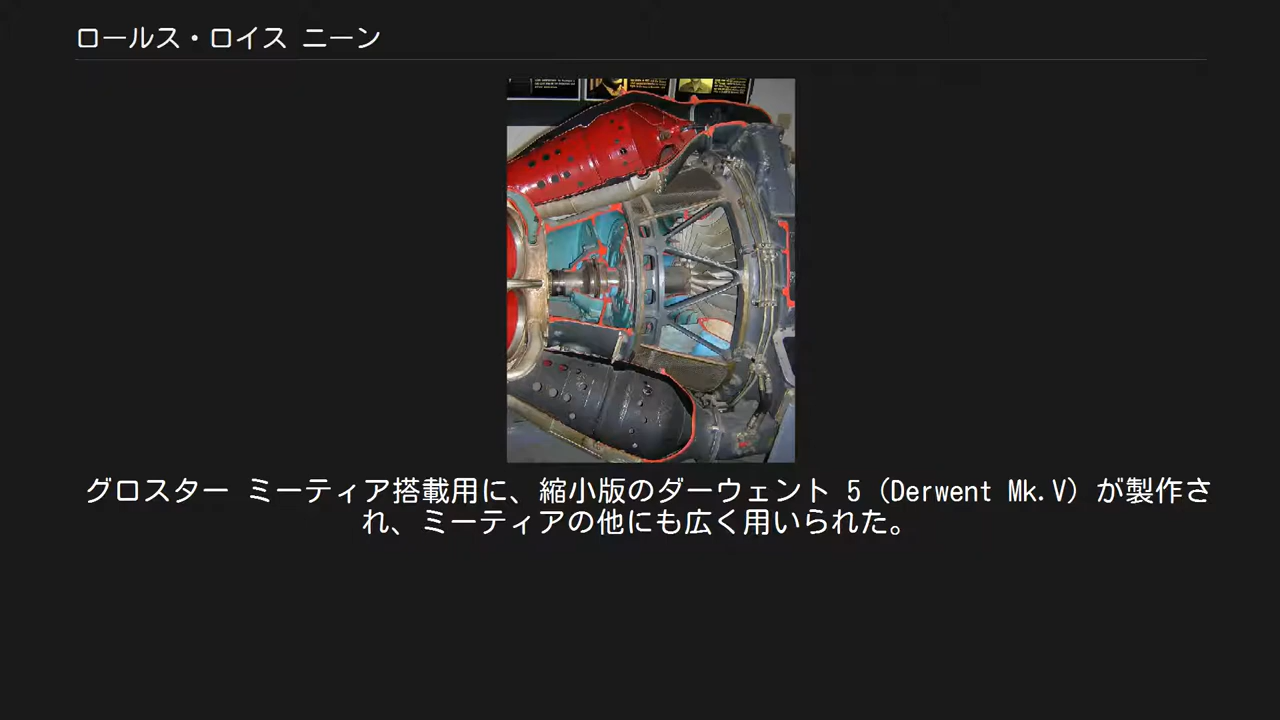 ロールス・ロイス ニーン
グロスター ミーティア搭載用に、縮小版のダーウェント 5（Derwent Mk.V）が製作さ
れ、ミーティアの他にも広く用いられた。